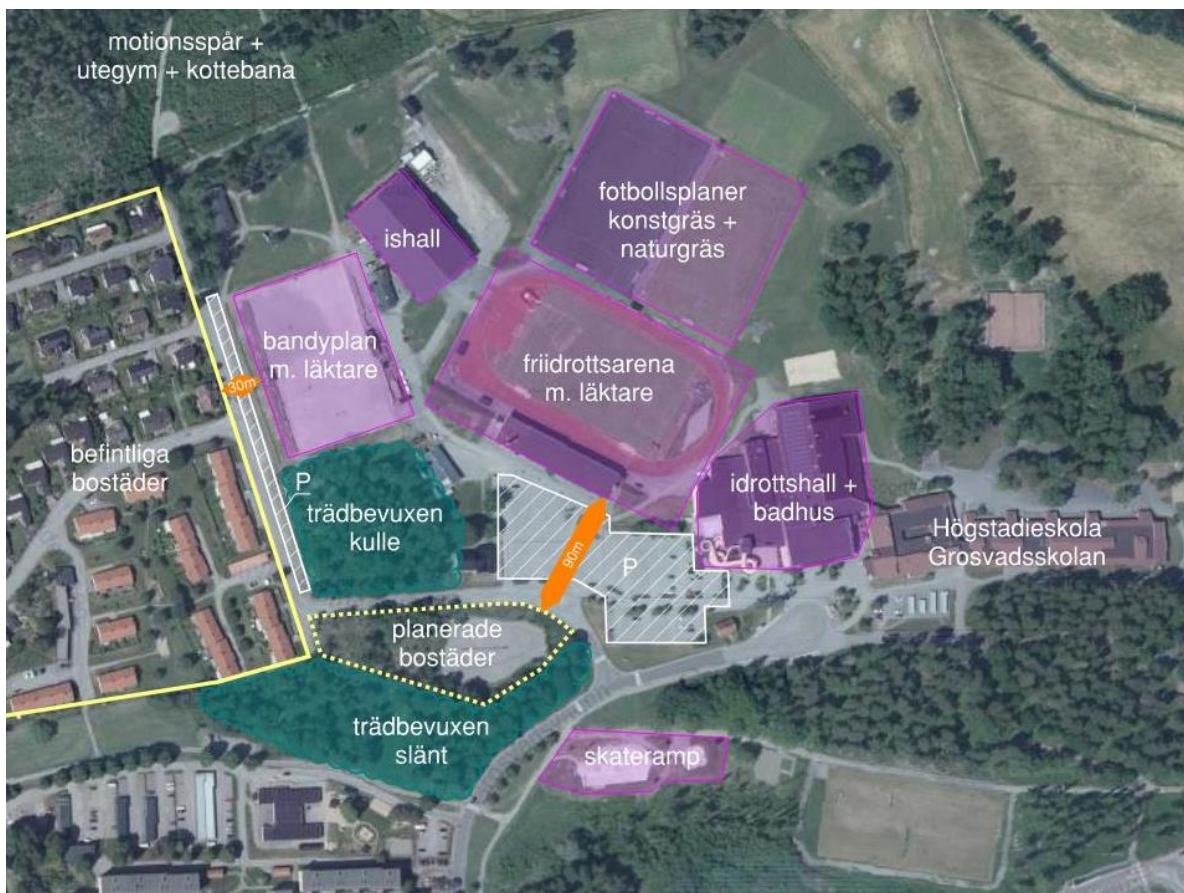 motionsspår +
utegym + kottebana
fotbollsplaner
konstgräs +
naturgräs
ishall
bandyplan
m. läktare
friidrottsarena
m. läktare
30m
befintliga
bostäder
P
trädbevuxen
kulle
idrottshall +
badhus
Högstadieskola
Grosvadsskolan
90m
P
planerade
bostäder
trädbevuxen
slänt
skateramp